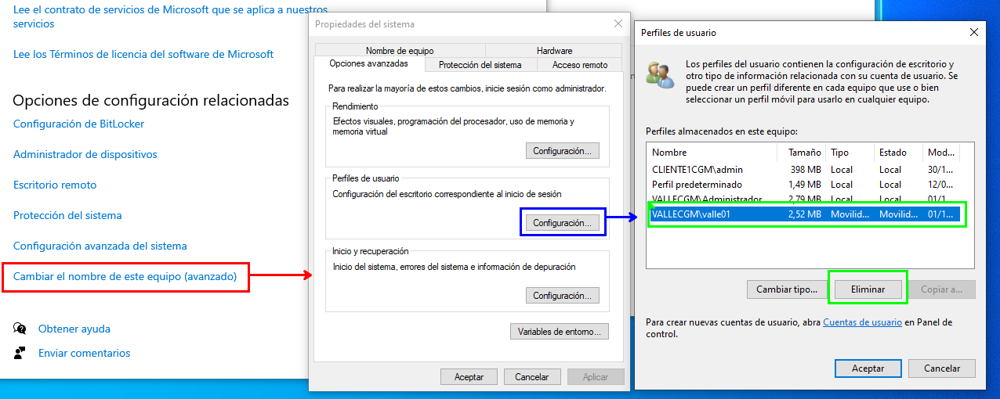 Lee el contrato de servicios de Microsoft que se aplica a nuestros
servicios
Lee los Términos de licencia del software de Microsoft
Opciones de configuración relacionadas
Configuración de BitLocker
Administrador de dispositivos
Escritorio remoto
Protección del sistema
Configuración avanzada del sistema
Cambiar el nombre de este equipo (avanzado)
Obtener ayuda
Enviar comentarios
Propiedades del sistema
Nombre de equipo Hardware
Opciones avanzadas Protección del sistema Acceso remoto
Para realizar la mayoría de estos cambios, inicie sesión como administrador.
Rendimiento
Efectos visuales, programación del procesador, uso de memoria y
memoria virtual
Configuración...
Perfiles de usuario
Configuración del escritorio correspondiente al inicio de sesión
Configuración...
Inicio y recuperación
Inicio del sistema, errores del sistema e información de depuración
Configuración...
Variables de entorno...
Aceptar Cancelar Aplicar
Perfiles de usuario
Los perfiles del usuario contienen la configuración de escritorio y
otro tipo de información relacionada con su cuenta de usuario. Se
puede crear un perfil diferente en cada equipo que use o bien
seleccionar un perfil móvil para usarlo en cualquier equipo.
Perfiles almacenados en este equipo:
Nombre Tamaño Tipo Estado Mod...
CLIENTE1CGM\admin 398 MB Local Local 30/1...
Perfil predeterminado 1,49 MB Local Local 12/0...
VALLECGM\Administrador 2,79 MB Local Local 01/1...
VALLECGM\valle01 2,52 MB Movilid... Movilid... 01/1...
Cambiar tipo... Eliminar Copiar a...
Para crear nuevas cuentas de usuario, abra Cuentas de usuario en Panel de
control.
Aceptar Cancelar